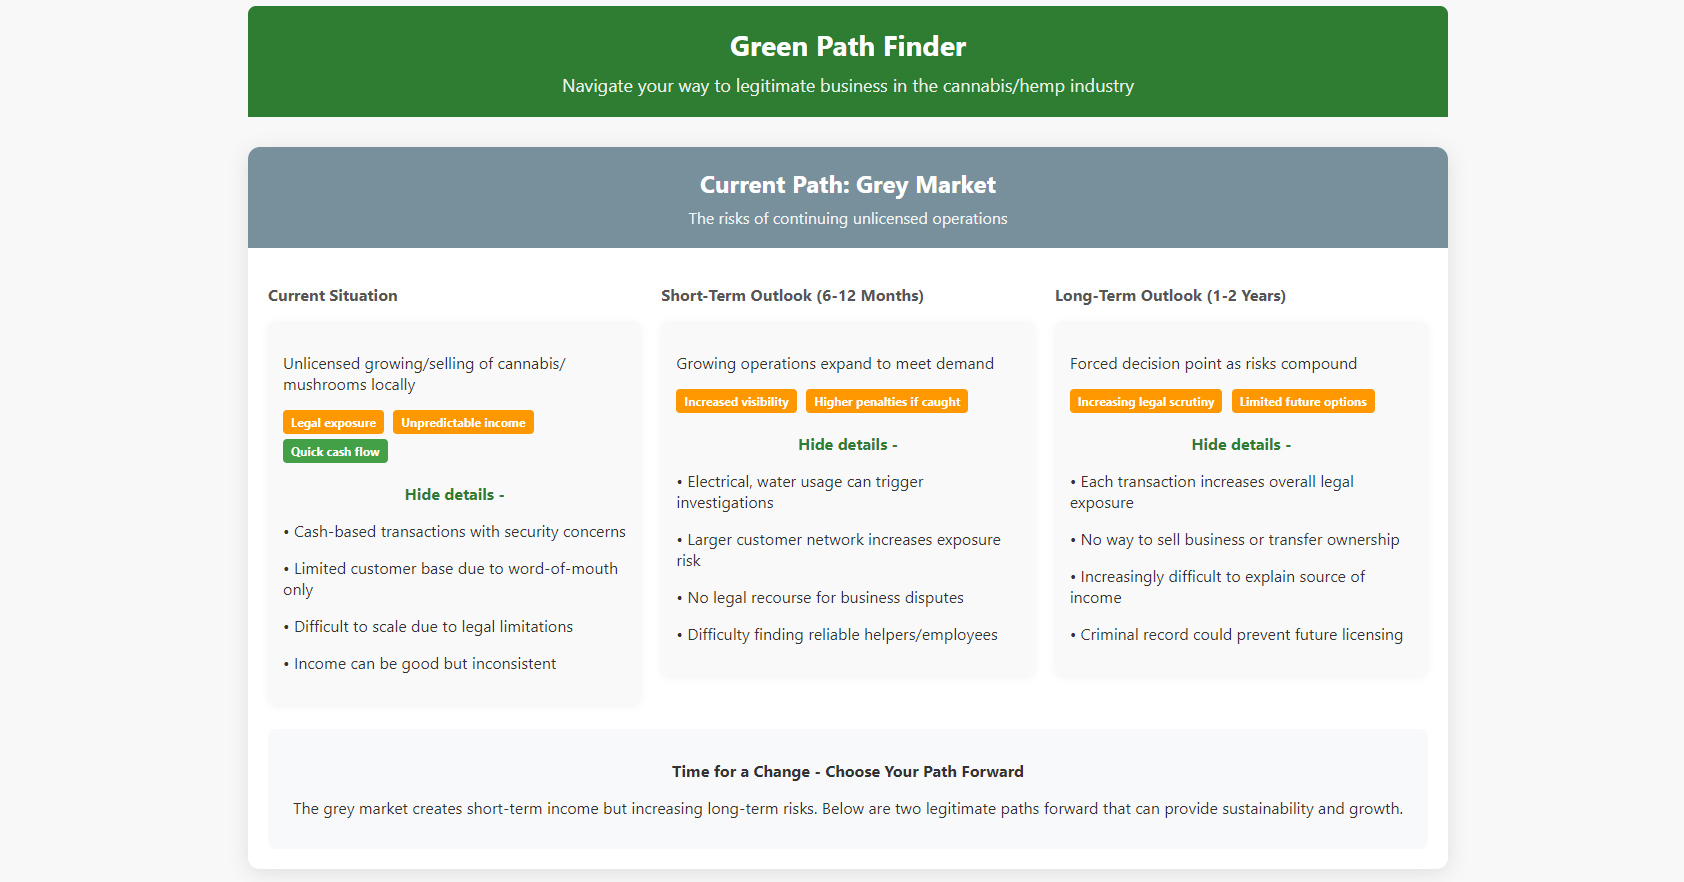 Green Path Finder
Navigate your way to legitimate business in the cannabis/hemp industry
Current Path: Grey Market
The risks of continuing unlicensed operations
Current Situation
Unlicensed growing/selling of cannabis/
mushrooms locally
Legal exposure
Unpredictable income
Quick cash flow
Hide details -
• Cash-based transactions with security concerns
• Limited customer base due to word-of-mouth
only
• Difficult to scale due to legal limitations
• Income can be good but inconsistent
Short-Term Outlook (6-12 Months)
Growing operations expand to meet demand
Increased visibility
Higher penalties if caught
Hide details -
• Electrical, water usage can trigger
investigations
• Larger customer network increases exposure
risk
• No legal recourse for business disputes
• Difficulty finding reliable helpers/employees
Long-Term Outlook (1-2 Years)
Forced decision point as risks compound
Increasing legal scrutiny
Limited future options
Hide details -
• Each transaction increases overall legal
exposure
• No way to sell business or transfer ownership
• Increasingly difficult to explain source of
income
• Criminal record could prevent future licensing
Time for a Change - Choose Your Path Forward
The grey market creates short-term income but increasing long-term risks. Below are two legitimate paths forward that can provide sustainability and growth.